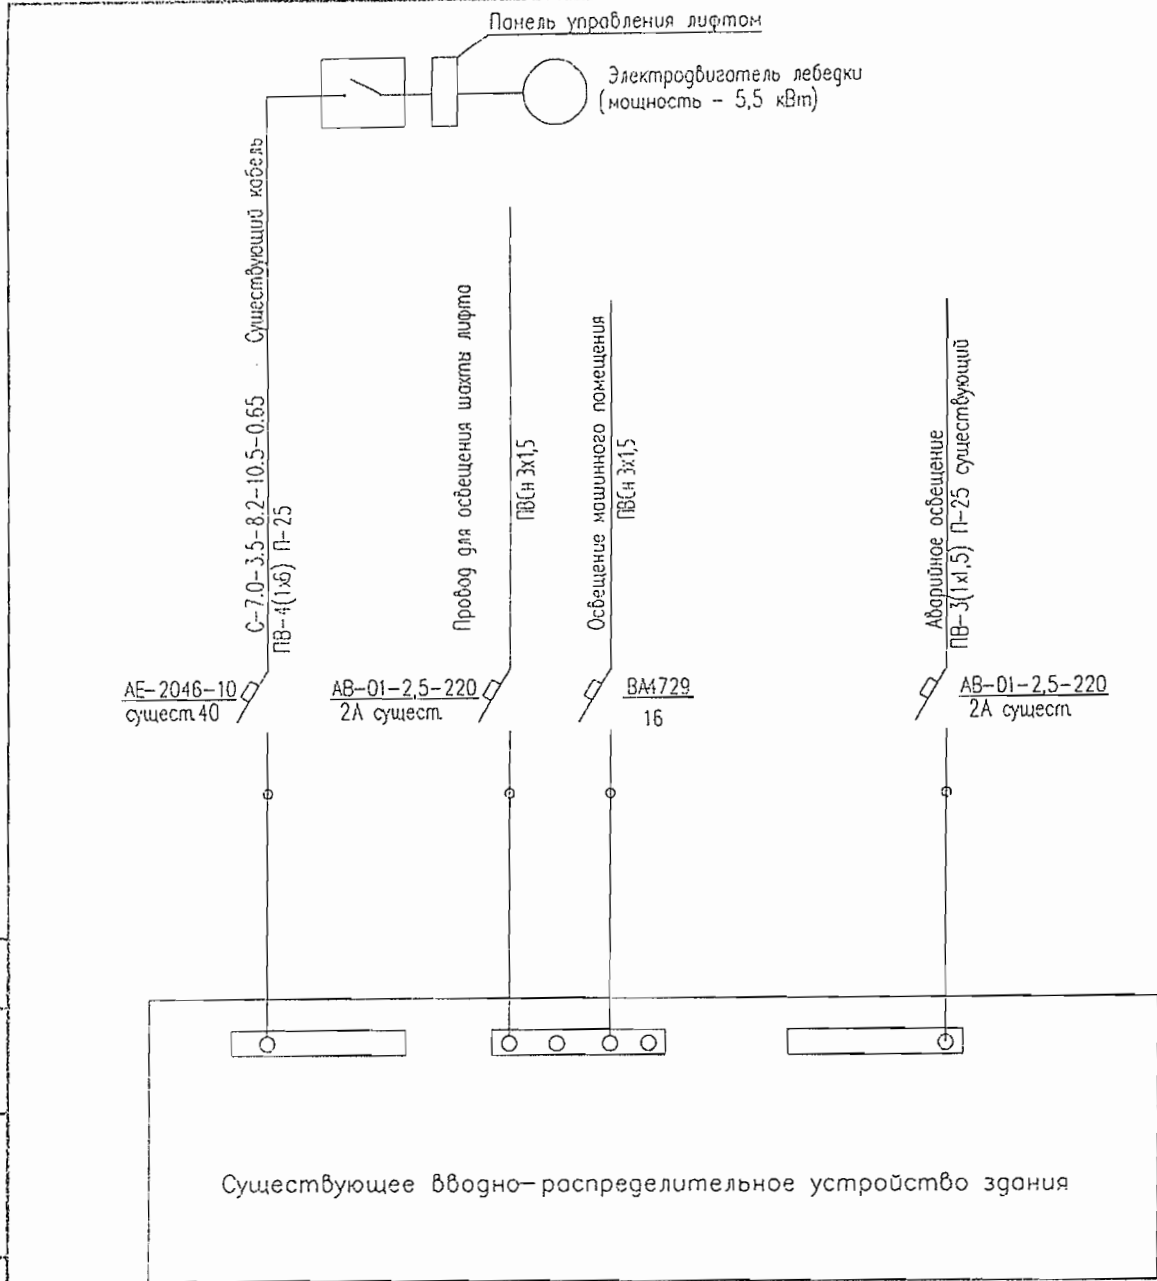 Панель управления лифтом
Электродвигатель лебедки
(мощность - 5,5 кВт)
Существующий кабель
С-7.0-3.5-8.2-10.5-0.65
ПВ-4(1х6) П-25
Провод для освещения шахты лифта
ПВСн 3х1,5
Освещение машинного помещения
ПВСн 3х1,5
Аварийное освещение
ПВ-3(1х1,5) П-25 существующий
АЕ-2046-10
сущест.40
АВ-01-2,5-220
2А сущест.
ВА4729
16
АВ-01-2,5-220
2А сущест.
Существующее вводно-распределительное устройство здания